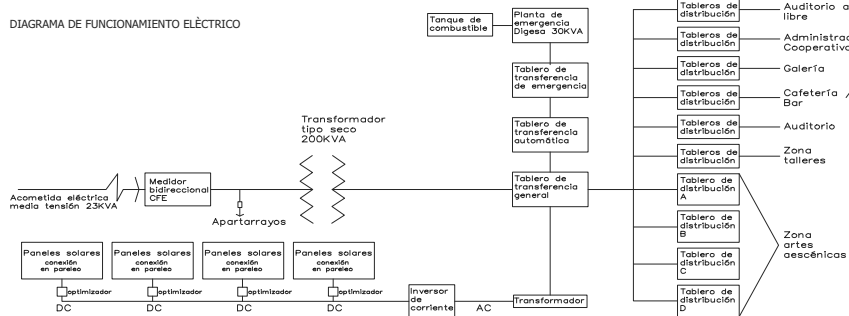 DIAGRAMA DE FUNCIONAMIENTO ELÈCTRICO
Tanque de
combustible
Planta de
emergencia
Digesa 30KVA
Tablero de
transferencia
de emergencia
Tablero de
transferencia
automática
Tablero de
transferencia
general
Transformador
tipo seco
200KVA
Acometida eléctrica
media tensión 23KVA
Medidor
bidireccional
CFE
Apartarrayos
Paneles solares
conexión
en pareleo
Paneles solares
conexión
en pareleo
Paneles solares
conexión
en pareleo
Paneles solares
conexión
en pareleo
optimizador
optimizador
optimizador
optimizador
DC
DC
DC
DC
Inversor
de
corriente
AC
Transformador
Tableros de
distribución
Auditorio a
libre
Tableros de
distribución
Administrac
Cooperativa
Tableros de
distribución
Galería
Tableros de
distribución
Cafetería /
Bar
Tableros de
distribución
Auditorio
Tableros de
distribución
Zona
talleres
Tablero de
distribución
A
Tablero de
distribución
B
Tablero de
distribución
C
Tablero de
distribución
D
Zona
artes
aescénicas